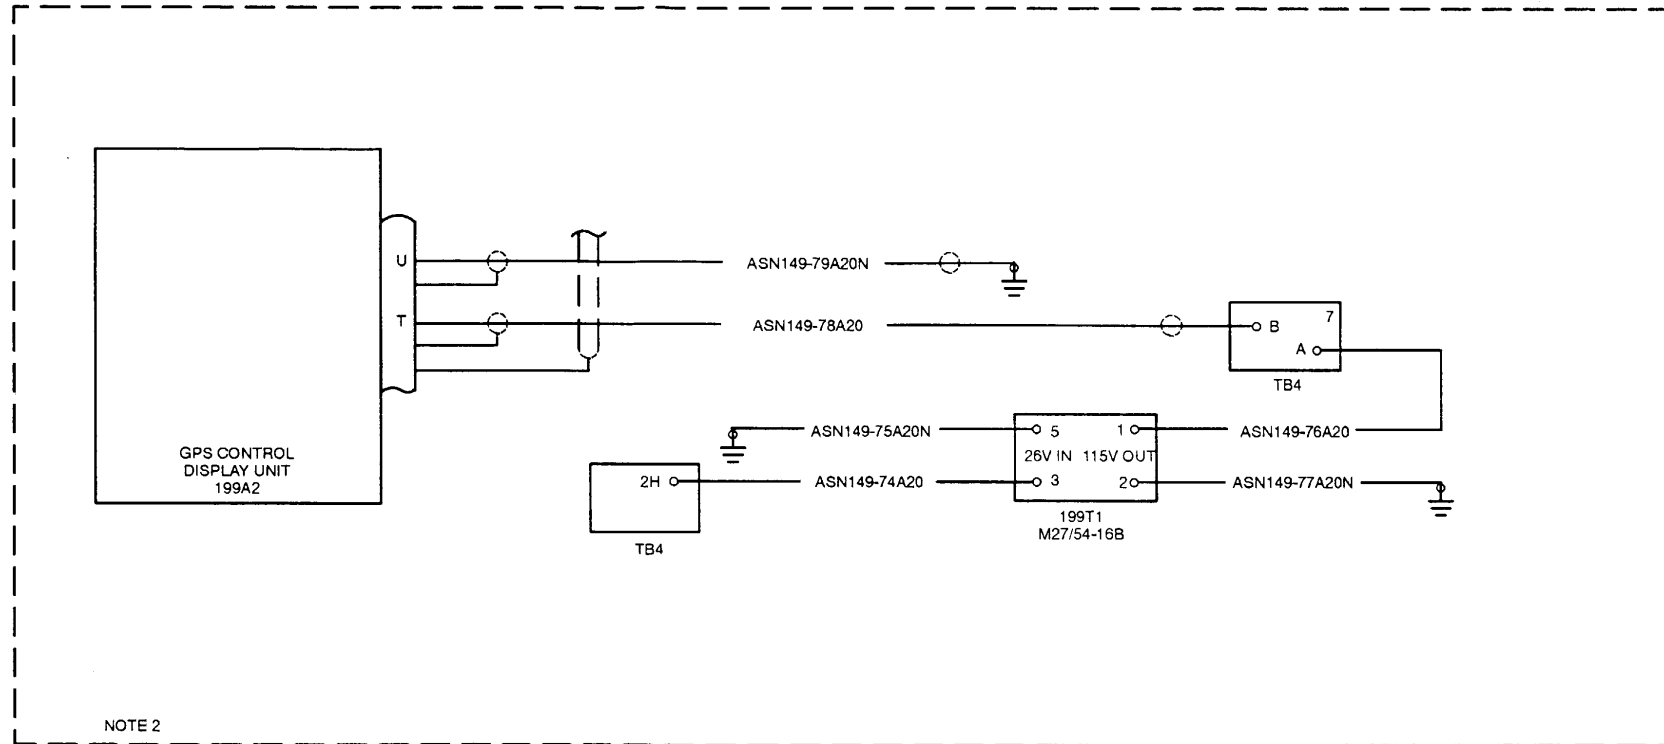 U
ASN149-79A20N
T
ASN149-78A20
B
7
A
TB4
GPS CONTROL
DISPLAY UNIT
199A2
ASN149-75A20N
5
1
ASN149-76A20
26V IN
115V OUT
2H
ASN149-74A20
3
2
ASN149-77A20N
199T1
M27/54-16B
TB4
NOTE 2